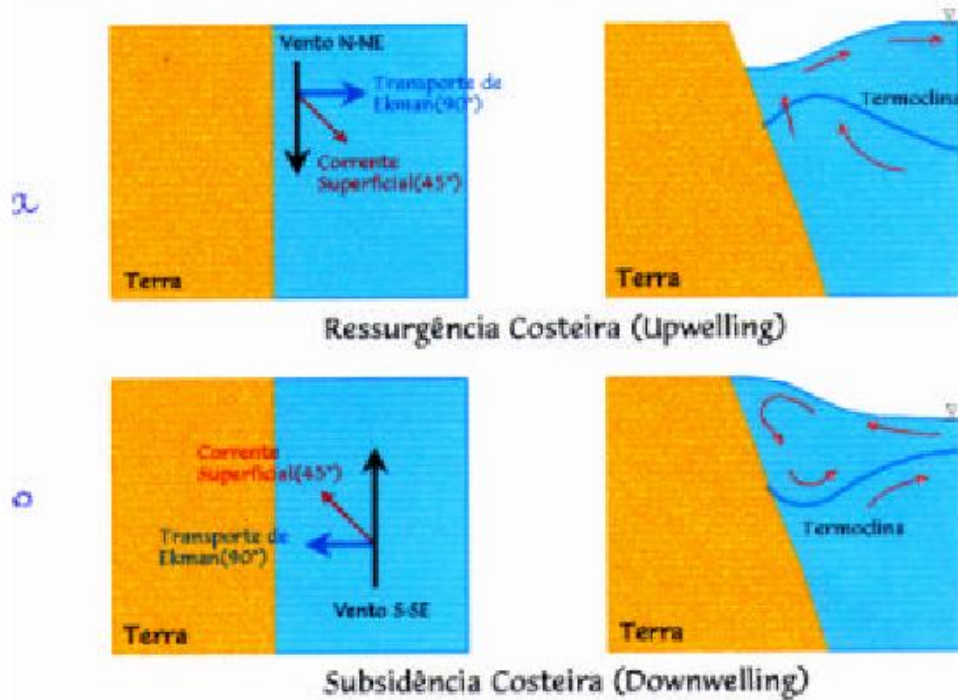 Vento N-NE
Transporte de
Ekman(90°)
Corrente
Superficial(45°)
Terra
Termoclina
Terra
Ressurgência Costeira (Upwelling)
Corrente
Superficial(45°)
Transporte de
Ekman(90°)
Vento S-SE
Terra
Termoclina
Terra
Subsidência Costeira (Downwelling)